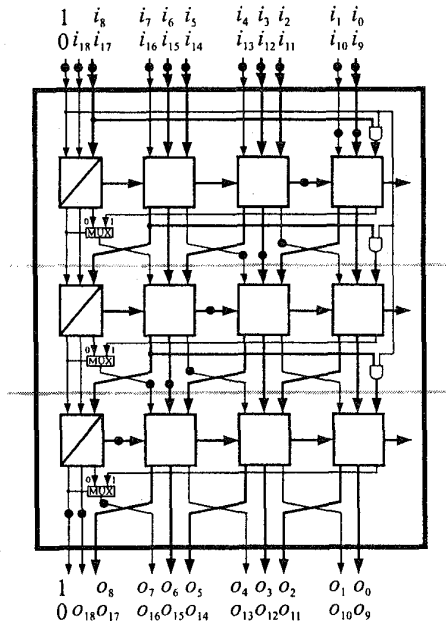 1 i₈ i₇ i₆ i₅ i₄ i₃ i₂ i₁ i₀
0 i₁₈ i₁₇ i₁₆ i₁₅ i₁₄ i₁₃ i₁₂ i₁₁ i₁₀ i₉
0 MUX 1
0 MUX 1
0 MUX 1
1 o₈ o₇ o₆ o₅ o₄ o₃ o₂ o₁ o₀
0 o₁₈ o₁₇ o₁₆ o₁₅ o₁₄ o₁₃ o₁₂ o₁₁ o₁₀ o₉